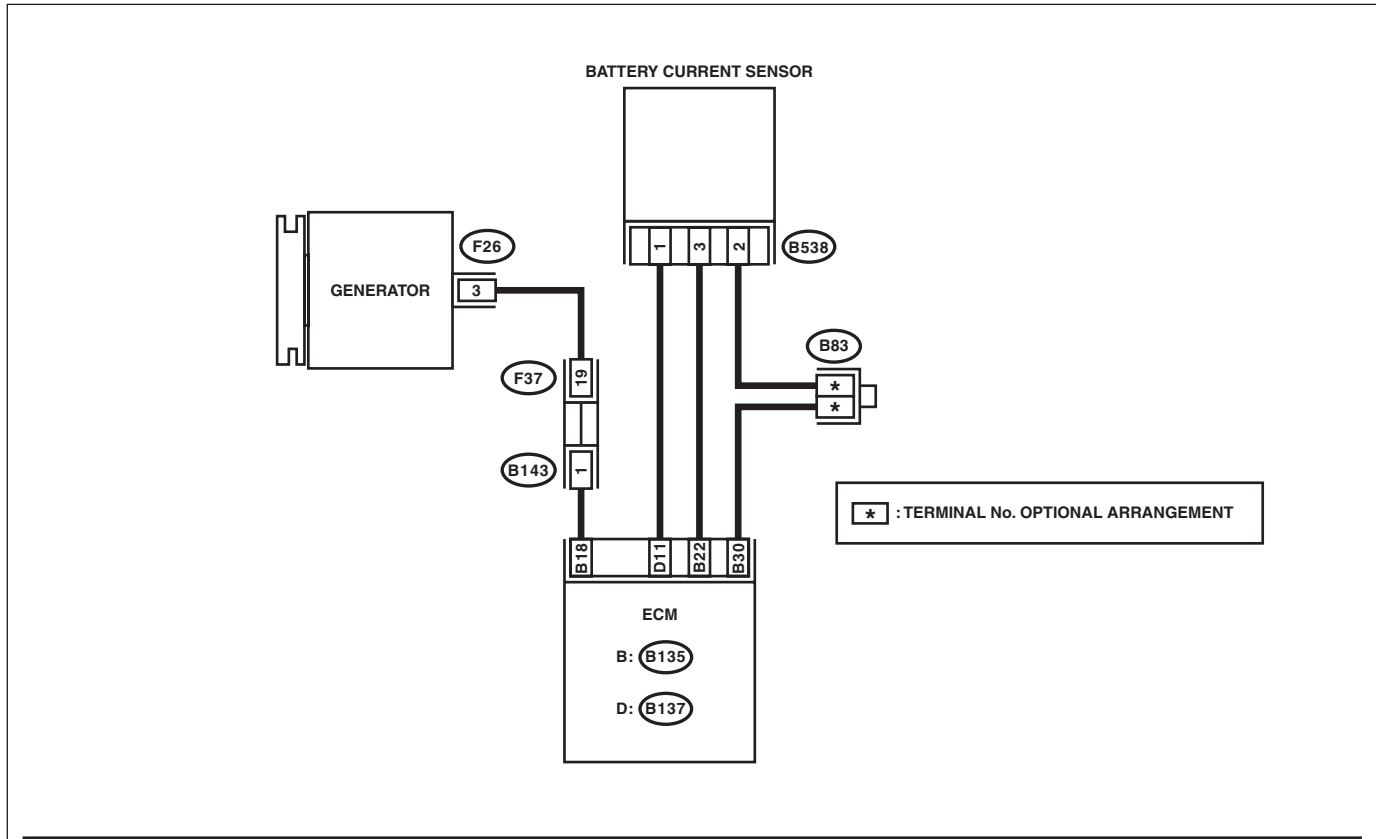 BATTERY CURRENT SENSOR
1 3 2
B538
F26
GENERATOR
3
B83
*
*
F37
19
B143
1
* : TERMINAL No. OPTIONAL ARRANGEMENT
B18 D11 B22 B30
ECM
B: B135
D: B137